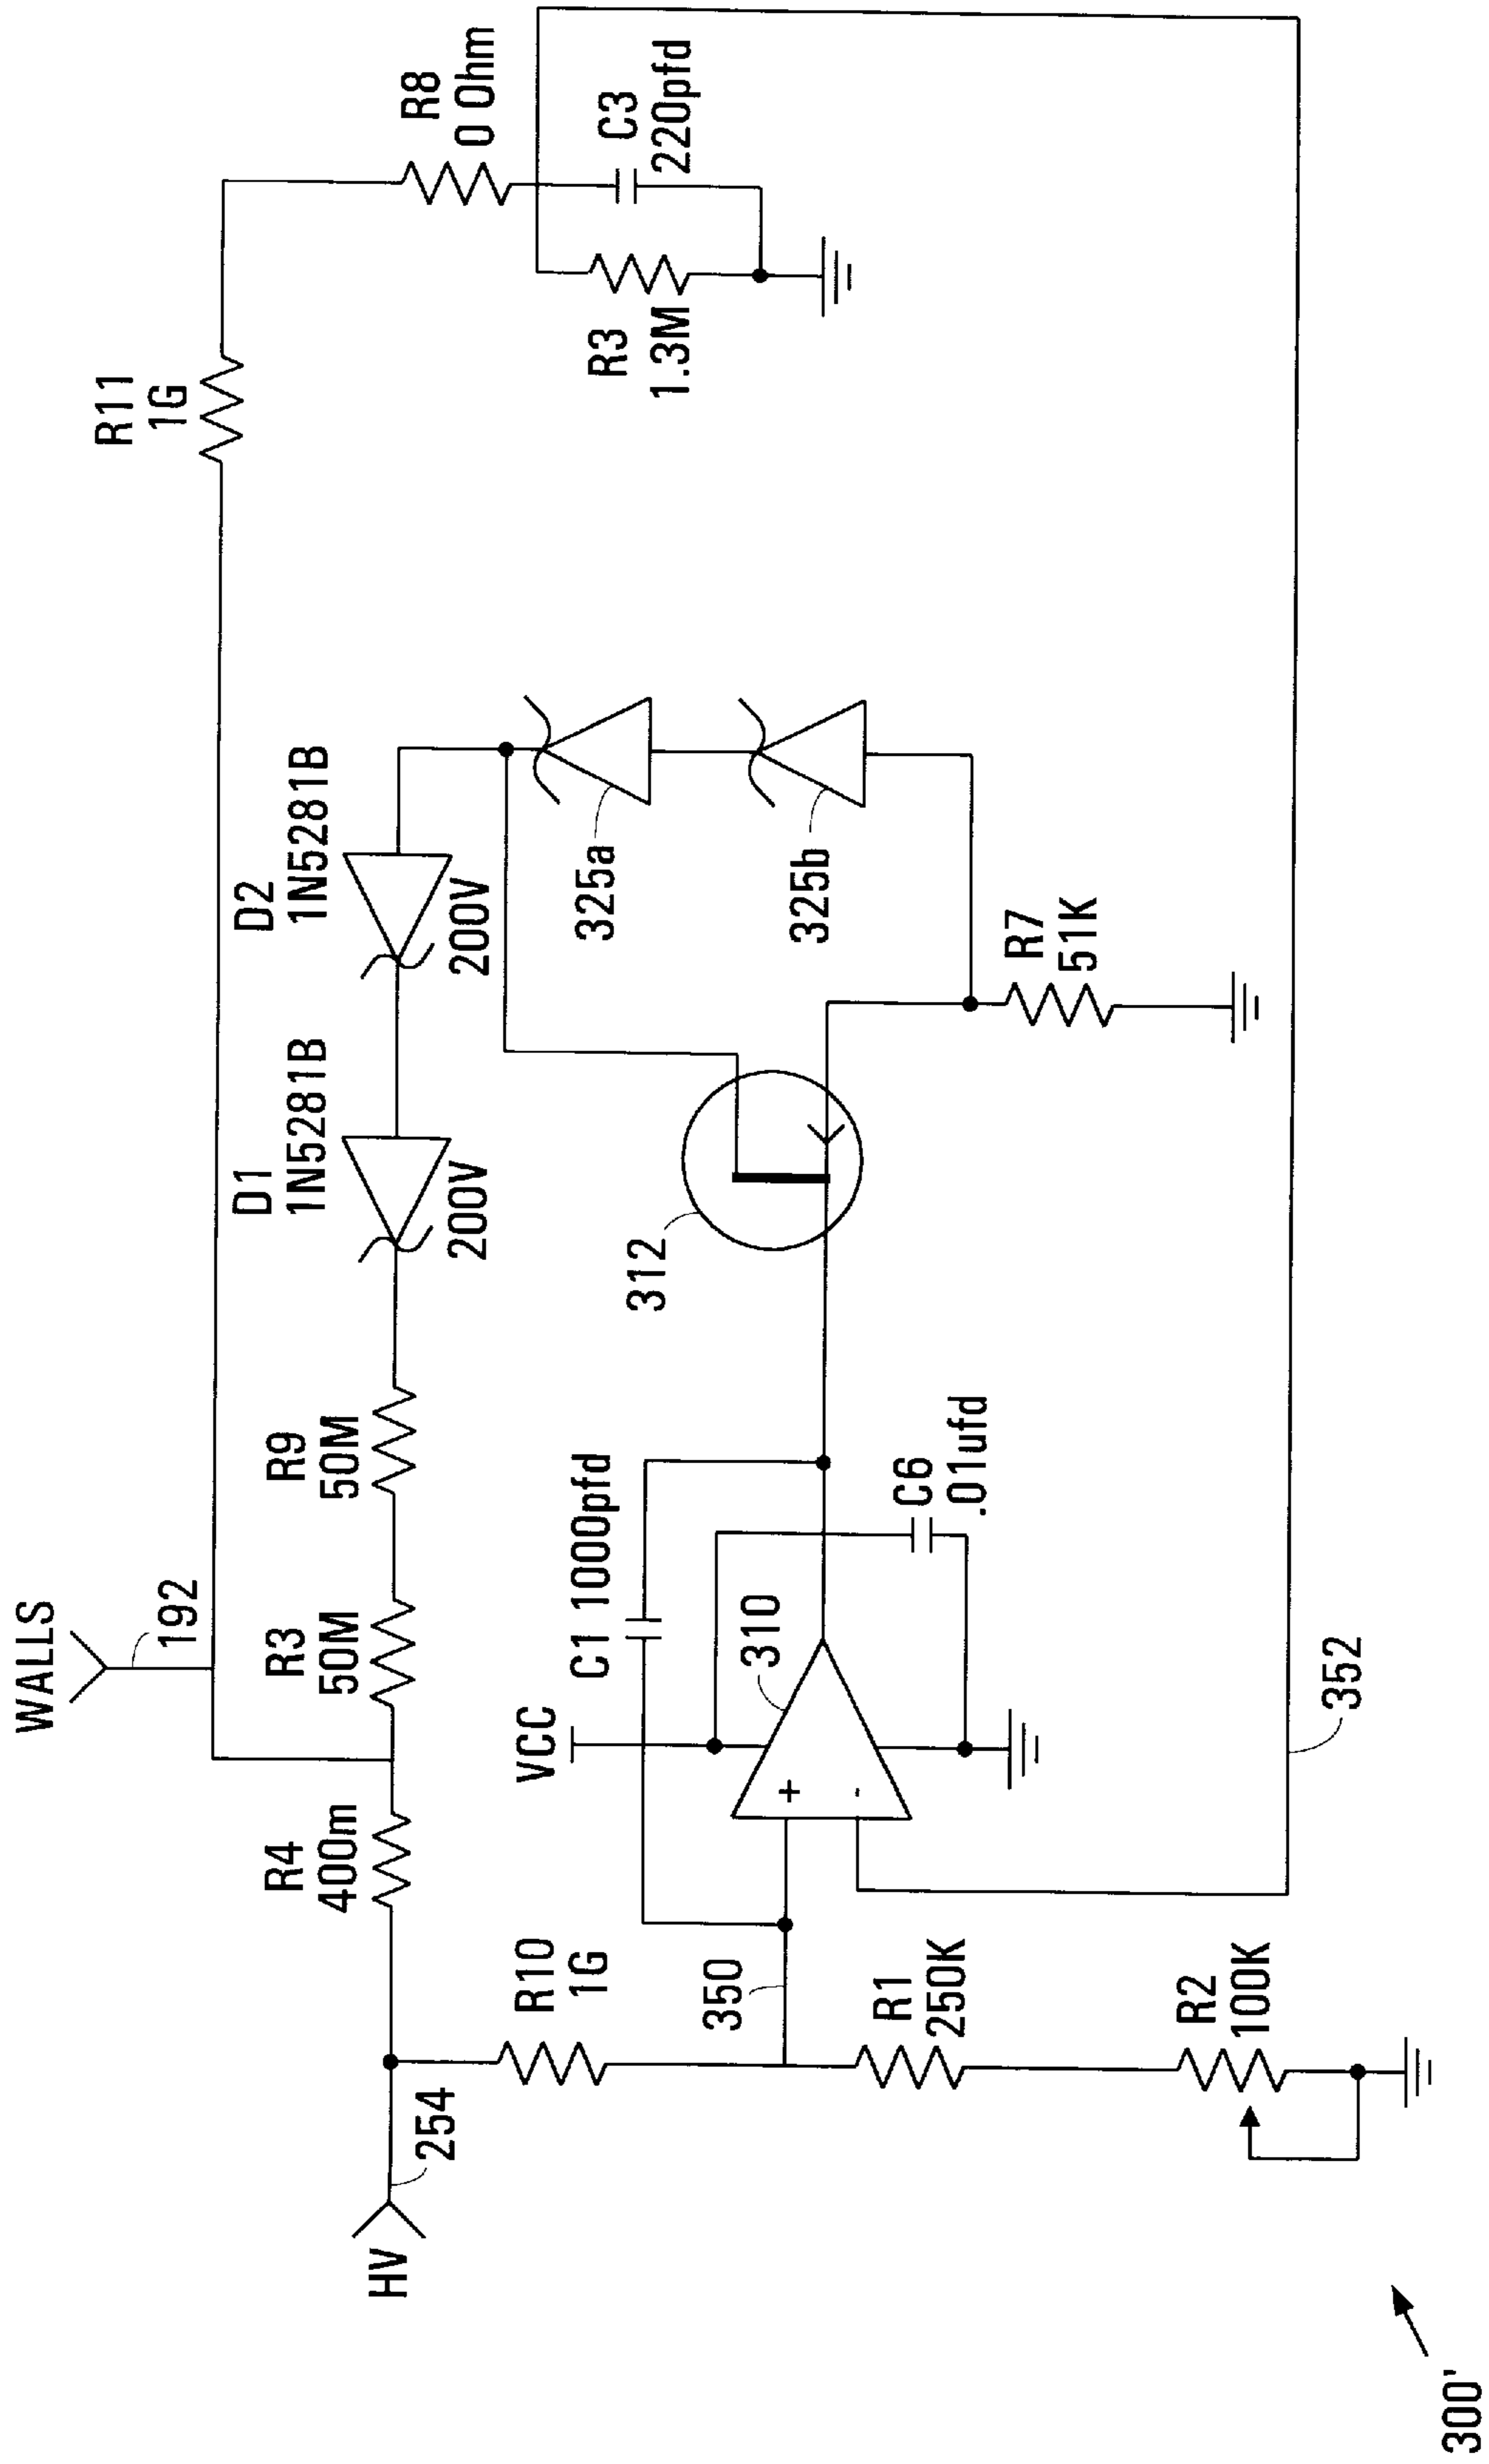 WALLS
192
R11
1G
R8
0 Ohm
C3
220pfd
R3
1.3M
HV
254
R4
400m
R3
50M
R9
50M
D1
1N5281B
200V
D2
1N5281B
200V
R10
1G
VCC
C1 1000pfd
350
310
+
-
312
325a
325b
C6
.01ufd
R1
250K
R7
51K
R2
100K
352
300'